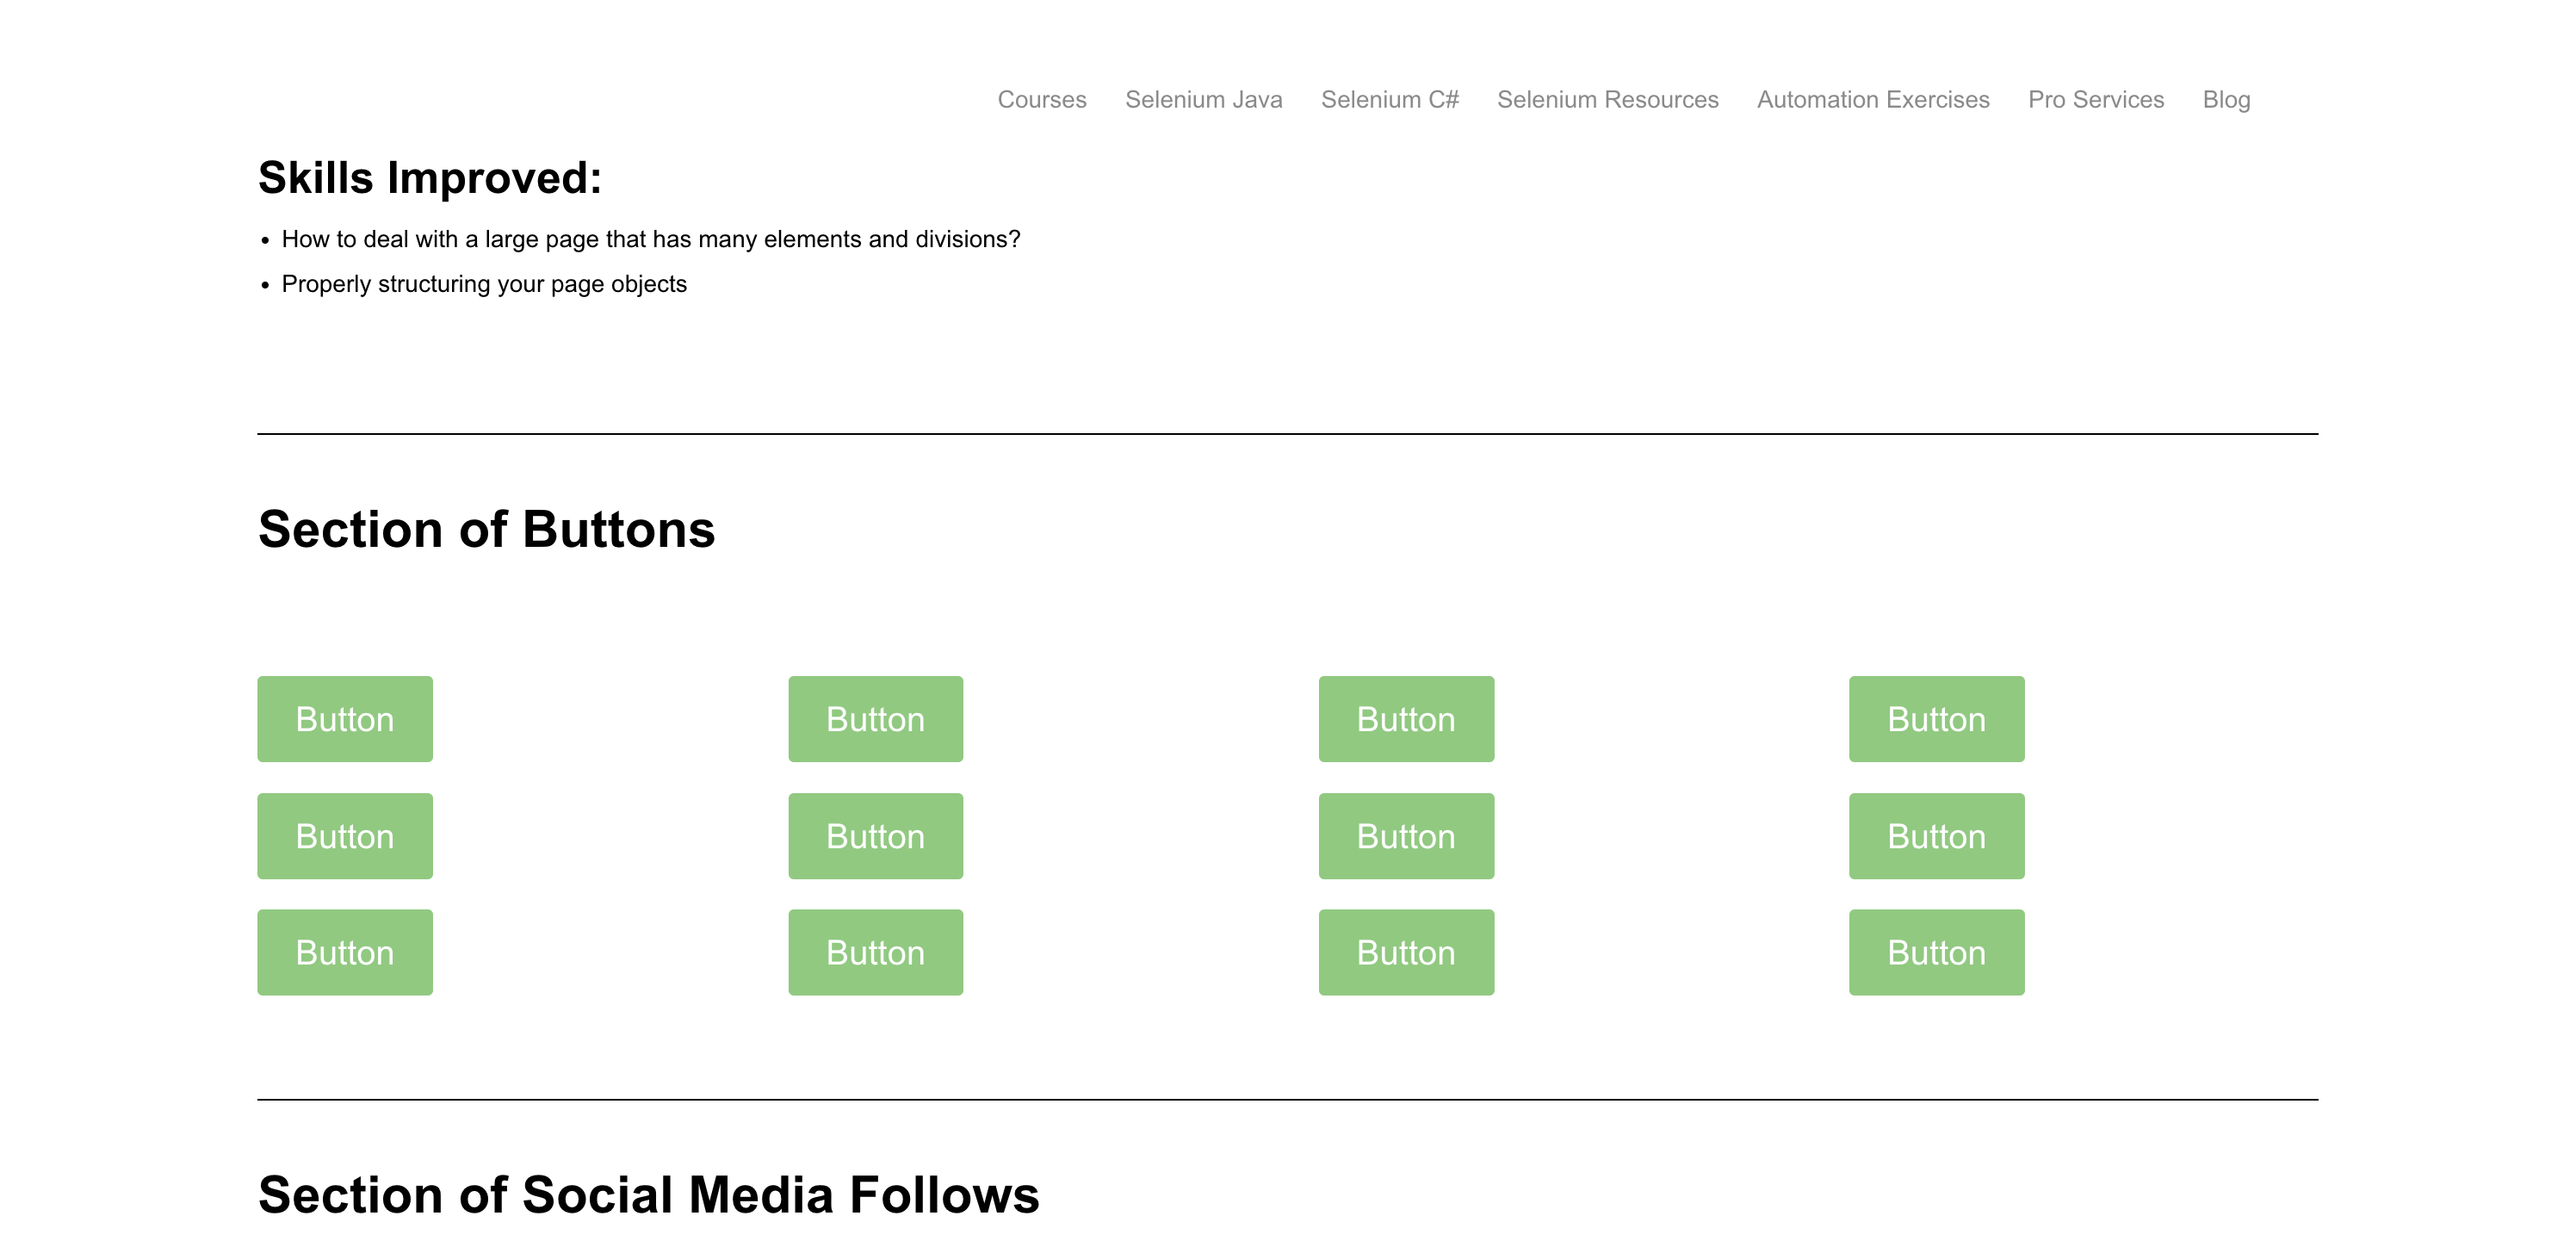 Courses Selenium Java Selenium C# Selenium Resources Automation Exercises Pro Services Blog
Skills Improved:
• How to deal with a large page that has many elements and divisions?
• Properly structuring your page objects
Section of Buttons
Button Button Button Button
Button Button Button Button
Button Button Button Button
Section of Social Media Follows